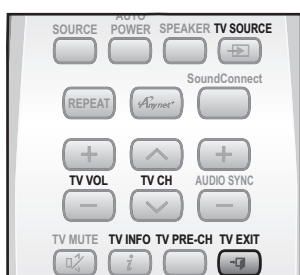 AUTO
SOURCE POWER SPEAKER TV SOURCE
SoundConnect
REPEAT Anynet+
TV VOL TV CH AUDIO SYNC
TV MUTE TV INFO TV PRE-CH TV EXIT
i